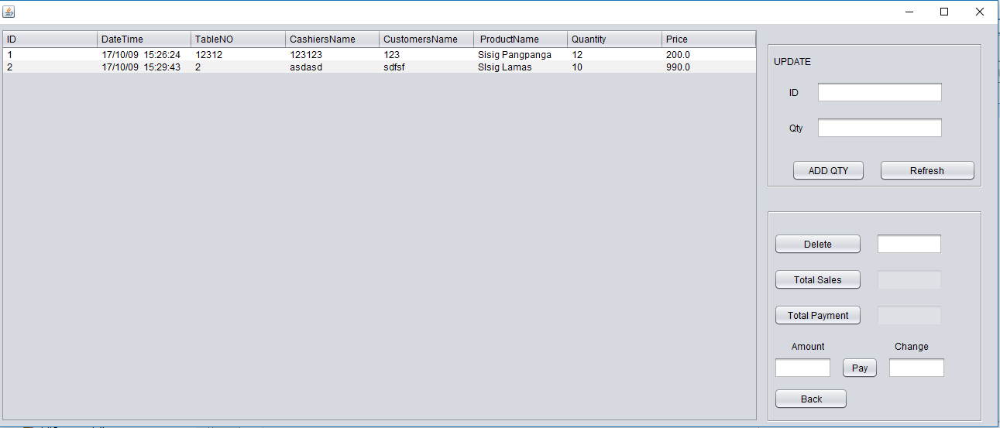 ID DateTime TableNO CashiersName CustomersName ProductName Quantity Price
1 17/10/09 15:26:24 12312 123123 123 Sisig Pangpanga 12 200.0
2 17/10/09 15:29:43 2 asdasd sdfsf SIsig Lamas 10 990.0
UPDATE
ID
Qty
ADD QTY Refresh
Delete
Total Sales
Total Payment
Amount Change
Pay
Back